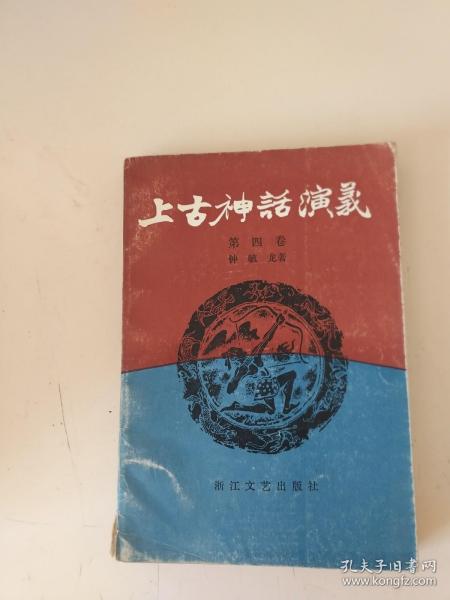 上古神話演義
第四卷
钟毓龙著
浙江文艺出版社
孔夫子旧书网
www.kongfz.com